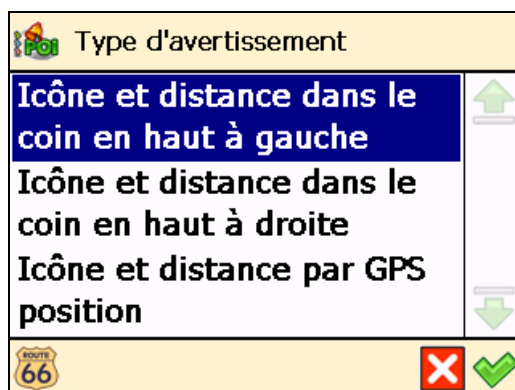 POI
Type d'avertissement
Icône et distance dans le
coin en haut à gauche
Icône et distance dans le
coin en haut à droite
Icône et distance par GPS
position
ROUTE
66